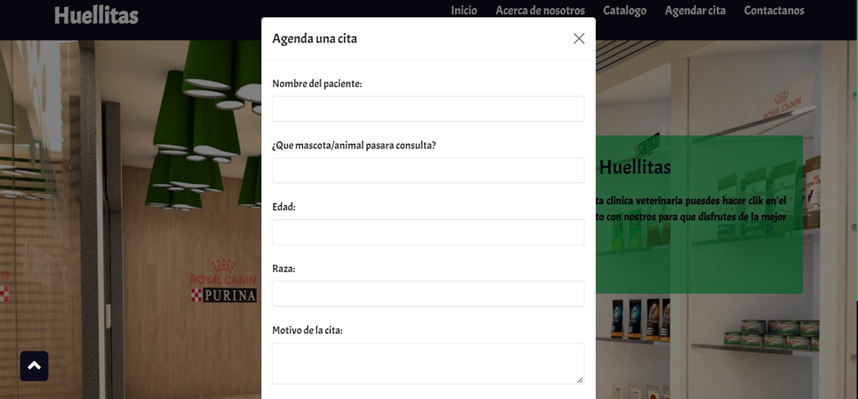 Huellitas
Inicio Acerca de nosotros Catalogo Agendar cita Contactanos
Agenda una cita
Nombre del paciente:
¿Que mascota/animal pasara consulta?
Edad:
Raza:
Motivo de la cita:
-Huellitas
ta clinica veterinaria puesdes hacer clik en el
to con nostros para que disfrutes de la mejor
ROYAL CANIN
PURINA
ROYAL CANIN